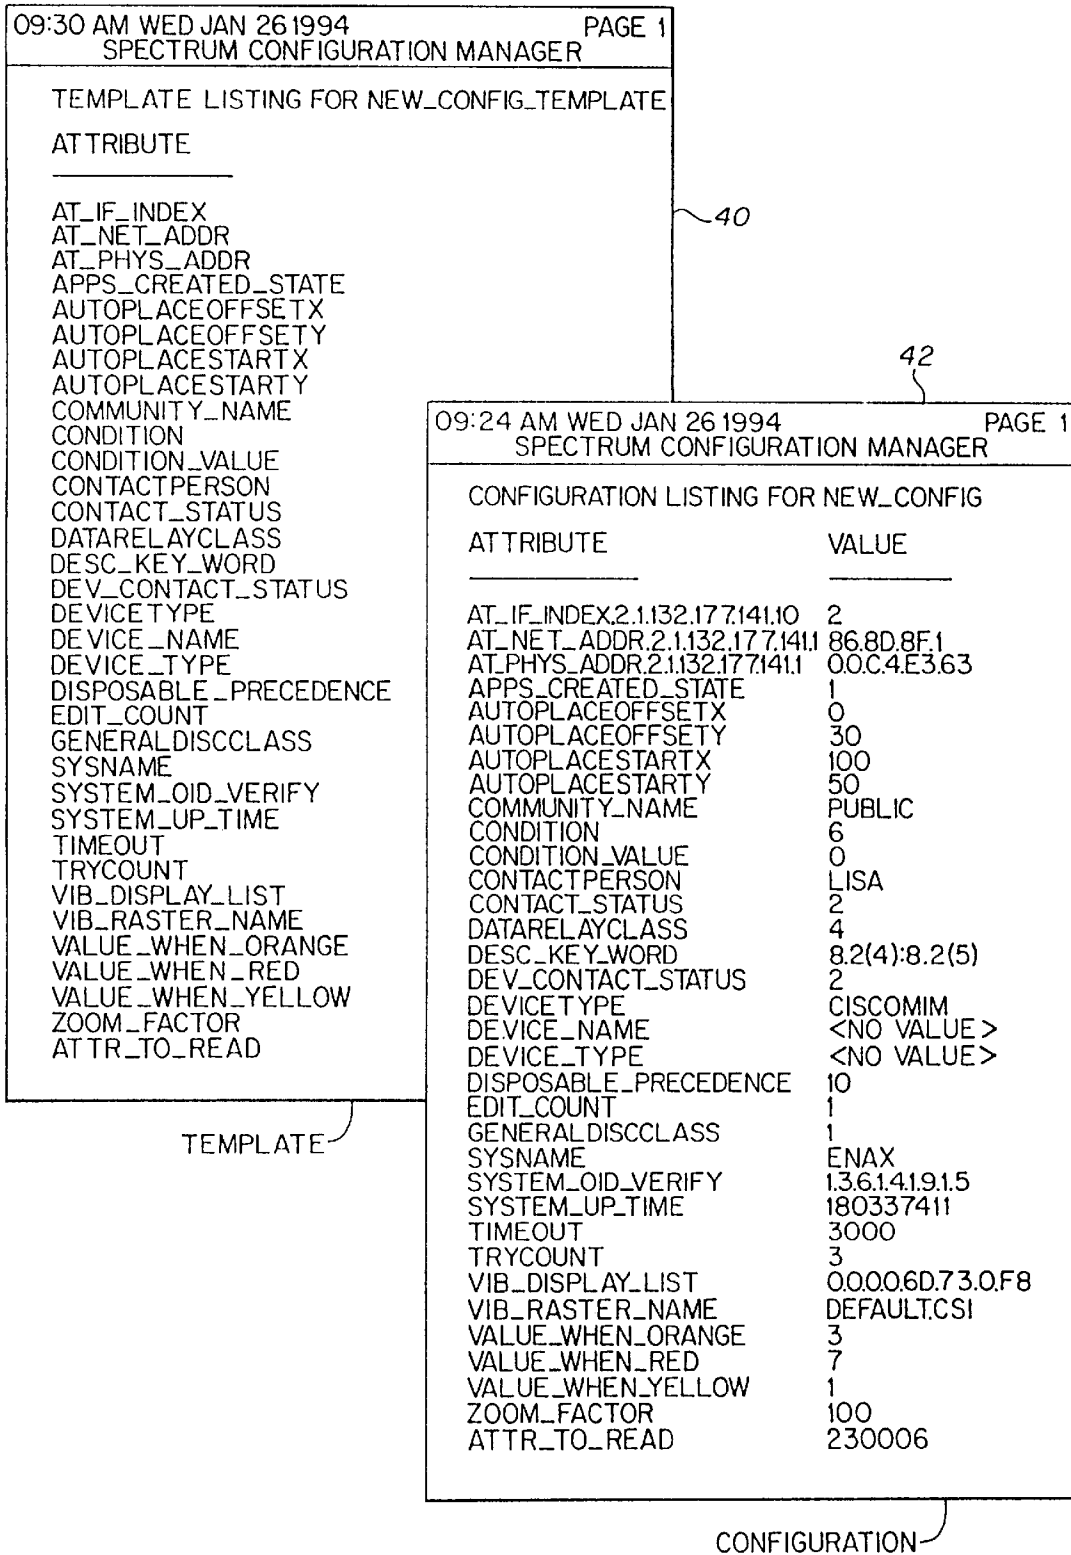 09:30 AM WED JAN 26 1994 PAGE 1
SPECTRUM CONFIGURATION MANAGER
TEMPLATE LISTING FOR NEW_CONFIG_TEMPLATE
ATTRIBUTE
AT_IF_INDEX
AT_NET_ADDR
AT_PHYS_ADDR
APPS_CREATED_STATE
AUTOPLACEOFFSETX
AUTOPLACEOFFSETY
AUTOPLACESTARTX
AUTOPLACESTARTY
COMMUNITY_NAME
CONDITION
CONDITION_VALUE
CONTACTPERSON
CONTACT_STATUS
DATARELAYCLASS
DESC_KEY_WORD
DEV_CONTACT_STATUS
DEVICETYPE
DEVICE_NAME
DEVICE_TYPE
DISPOSABLE_PRECEDENCE
EDIT_COUNT
GENERALDISCCLASS
SYSNAME
SYSTEM_OID_VERIFY
SYSTEM_UP_TIME
TIMEOUT
TRYCOUNT
VIB_DISPLAY_LIST
VIB_RASTER_NAME
VALUE_WHEN_ORANGE
VALUE_WHEN_RED
VALUE_WHEN_YELLOW
ZOOM_FACTOR
ATTR_TO_READ
40
TEMPLATE
42
09:24 AM WED JAN 26 1994 PAGE 1
SPECTRUM CONFIGURATION MANAGER
CONFIGURATION LISTING FOR NEW_CONFIG
ATTRIBUTE VALUE
AT_IF_INDEX.2.1.132.177.141.10 2
AT_NET_ADDR.2.1.132.177.141.1 86.8D.8F.1
AT_PHYS_ADDR.2.1.132.177.141.1 0.0.C.4.E3.63
APPS_CREATED_STATE 1
AUTOPLACEOFFSETX 0
AUTOPLACEOFFSETY 30
AUTOPLACESTARTX 100
AUTOPLACESTARTY 50
COMMUNITY_NAME PUBLIC
CONDITION 6
CONDITION_VALUE 0
CONTACTPERSON LISA
CONTACT_STATUS 2
DATARELAYCLASS 4
DESC_KEY_WORD 8.2(4):8.2(5)
DEV_CONTACT_STATUS 2
DEVICETYPE CISCOMIM
DEVICE_NAME <NO VALUE>
DEVICE_TYPE <NO VALUE>
DISPOSABLE_PRECEDENCE 10
EDIT_COUNT 1
GENERALDISCCLASS 1
SYSNAME ENAX
SYSTEM_OID_VERIFY 1.3.6.1.4.1.9.1.5
SYSTEM_UP_TIME 180337411
TIMEOUT 3000
TRYCOUNT 3
VIB_DISPLAY_LIST 0.0.0.0.6D.73.0.F8
VIB_RASTER_NAME DEFAULT.CSI
VALUE_WHEN_ORANGE 3
VALUE_WHEN_RED 7
VALUE_WHEN_YELLOW 1
ZOOM_FACTOR 100
ATTR_TO_READ 230006
CONFIGURATION